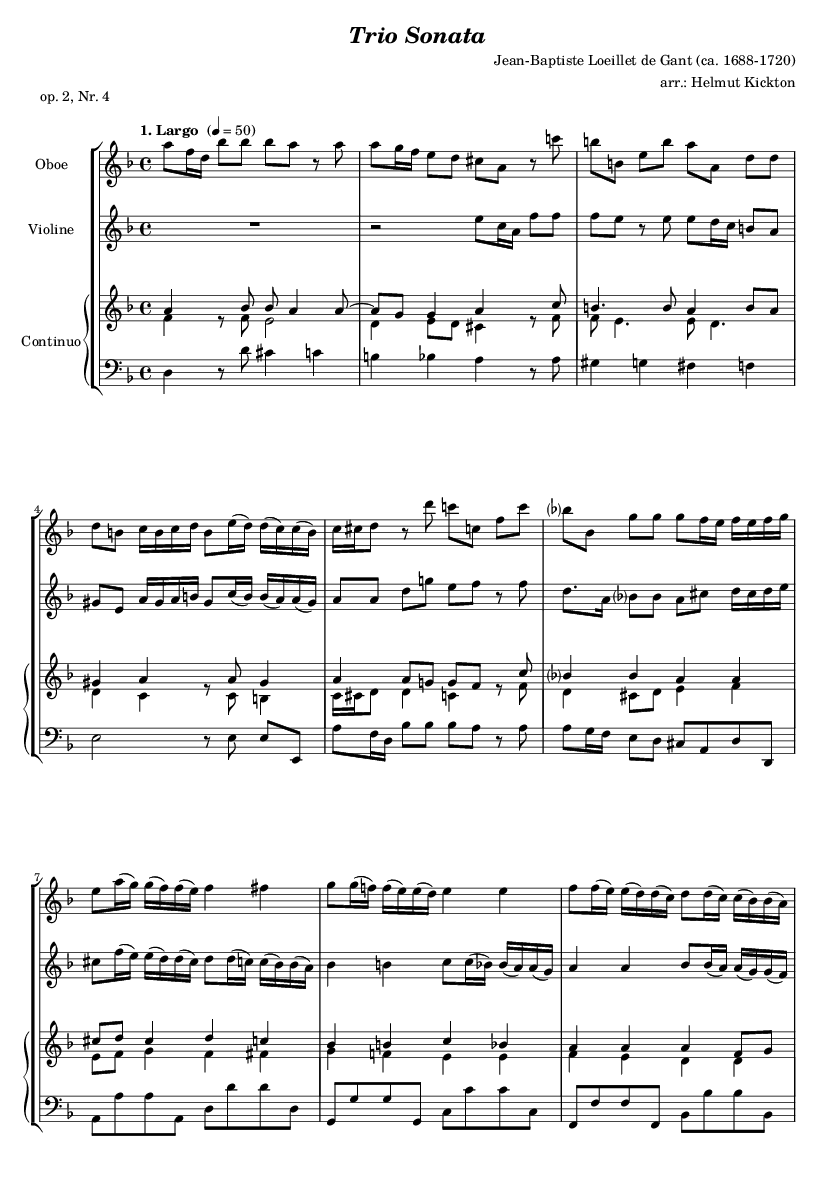 Trio Sonata
Jean-Baptiste Loeillet de Gant (ca. 1688-1720)
arr.: Helmut Kickton
op. 2, Nr. 4
1. Largo (♩ = 50)
Oboe
Violine
Continuo
4
7